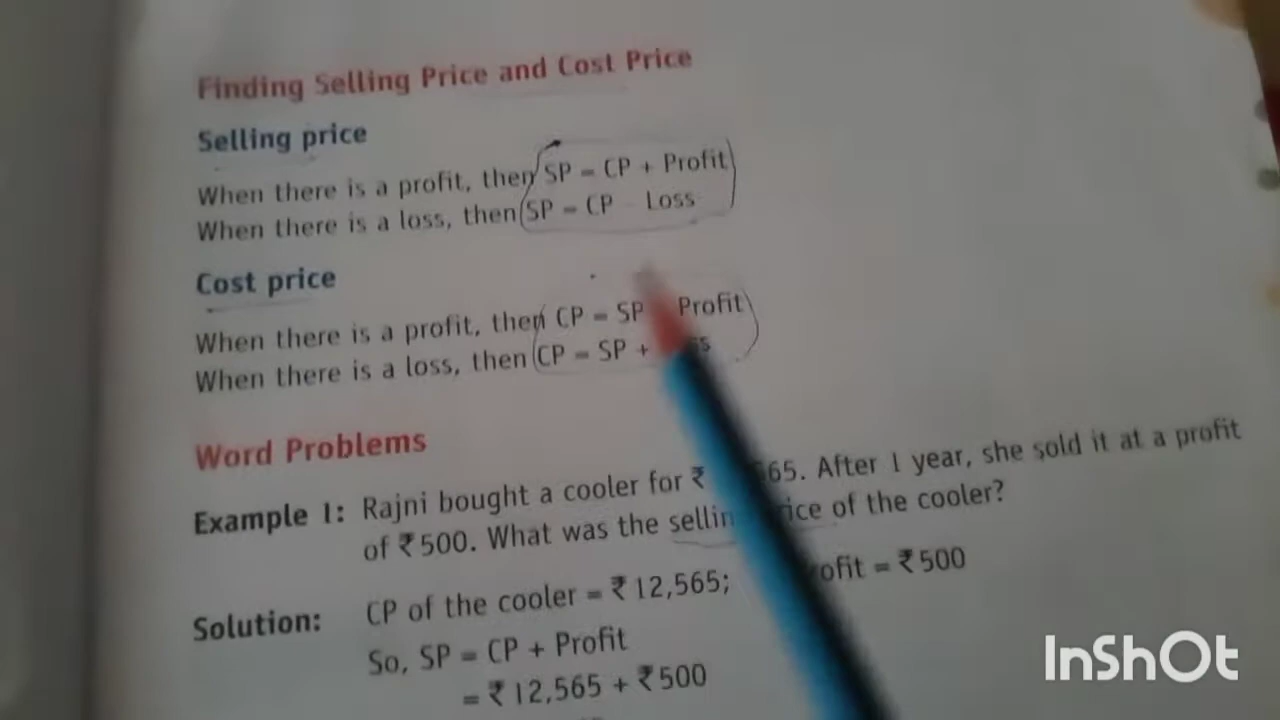 Finding Selling Price and Cost Price
Selling price
When there is a profit, then SP = CP + Profit
When there is a loss, then SP = CP Loss
Cost price
When there is a profit, then CP = SP Profit
When there is a loss, then CP = SP +
Word Problems
Example 1: Rajni bought a cooler for ₹ 565. After 1 year, she sold it at a profit
of ₹500. What was the selling of the cooler?
Solution: CP of the cooler = ₹12,565; = ₹500
So, SP = CP + Profit
= ₹12,565 + ₹500
InShOt